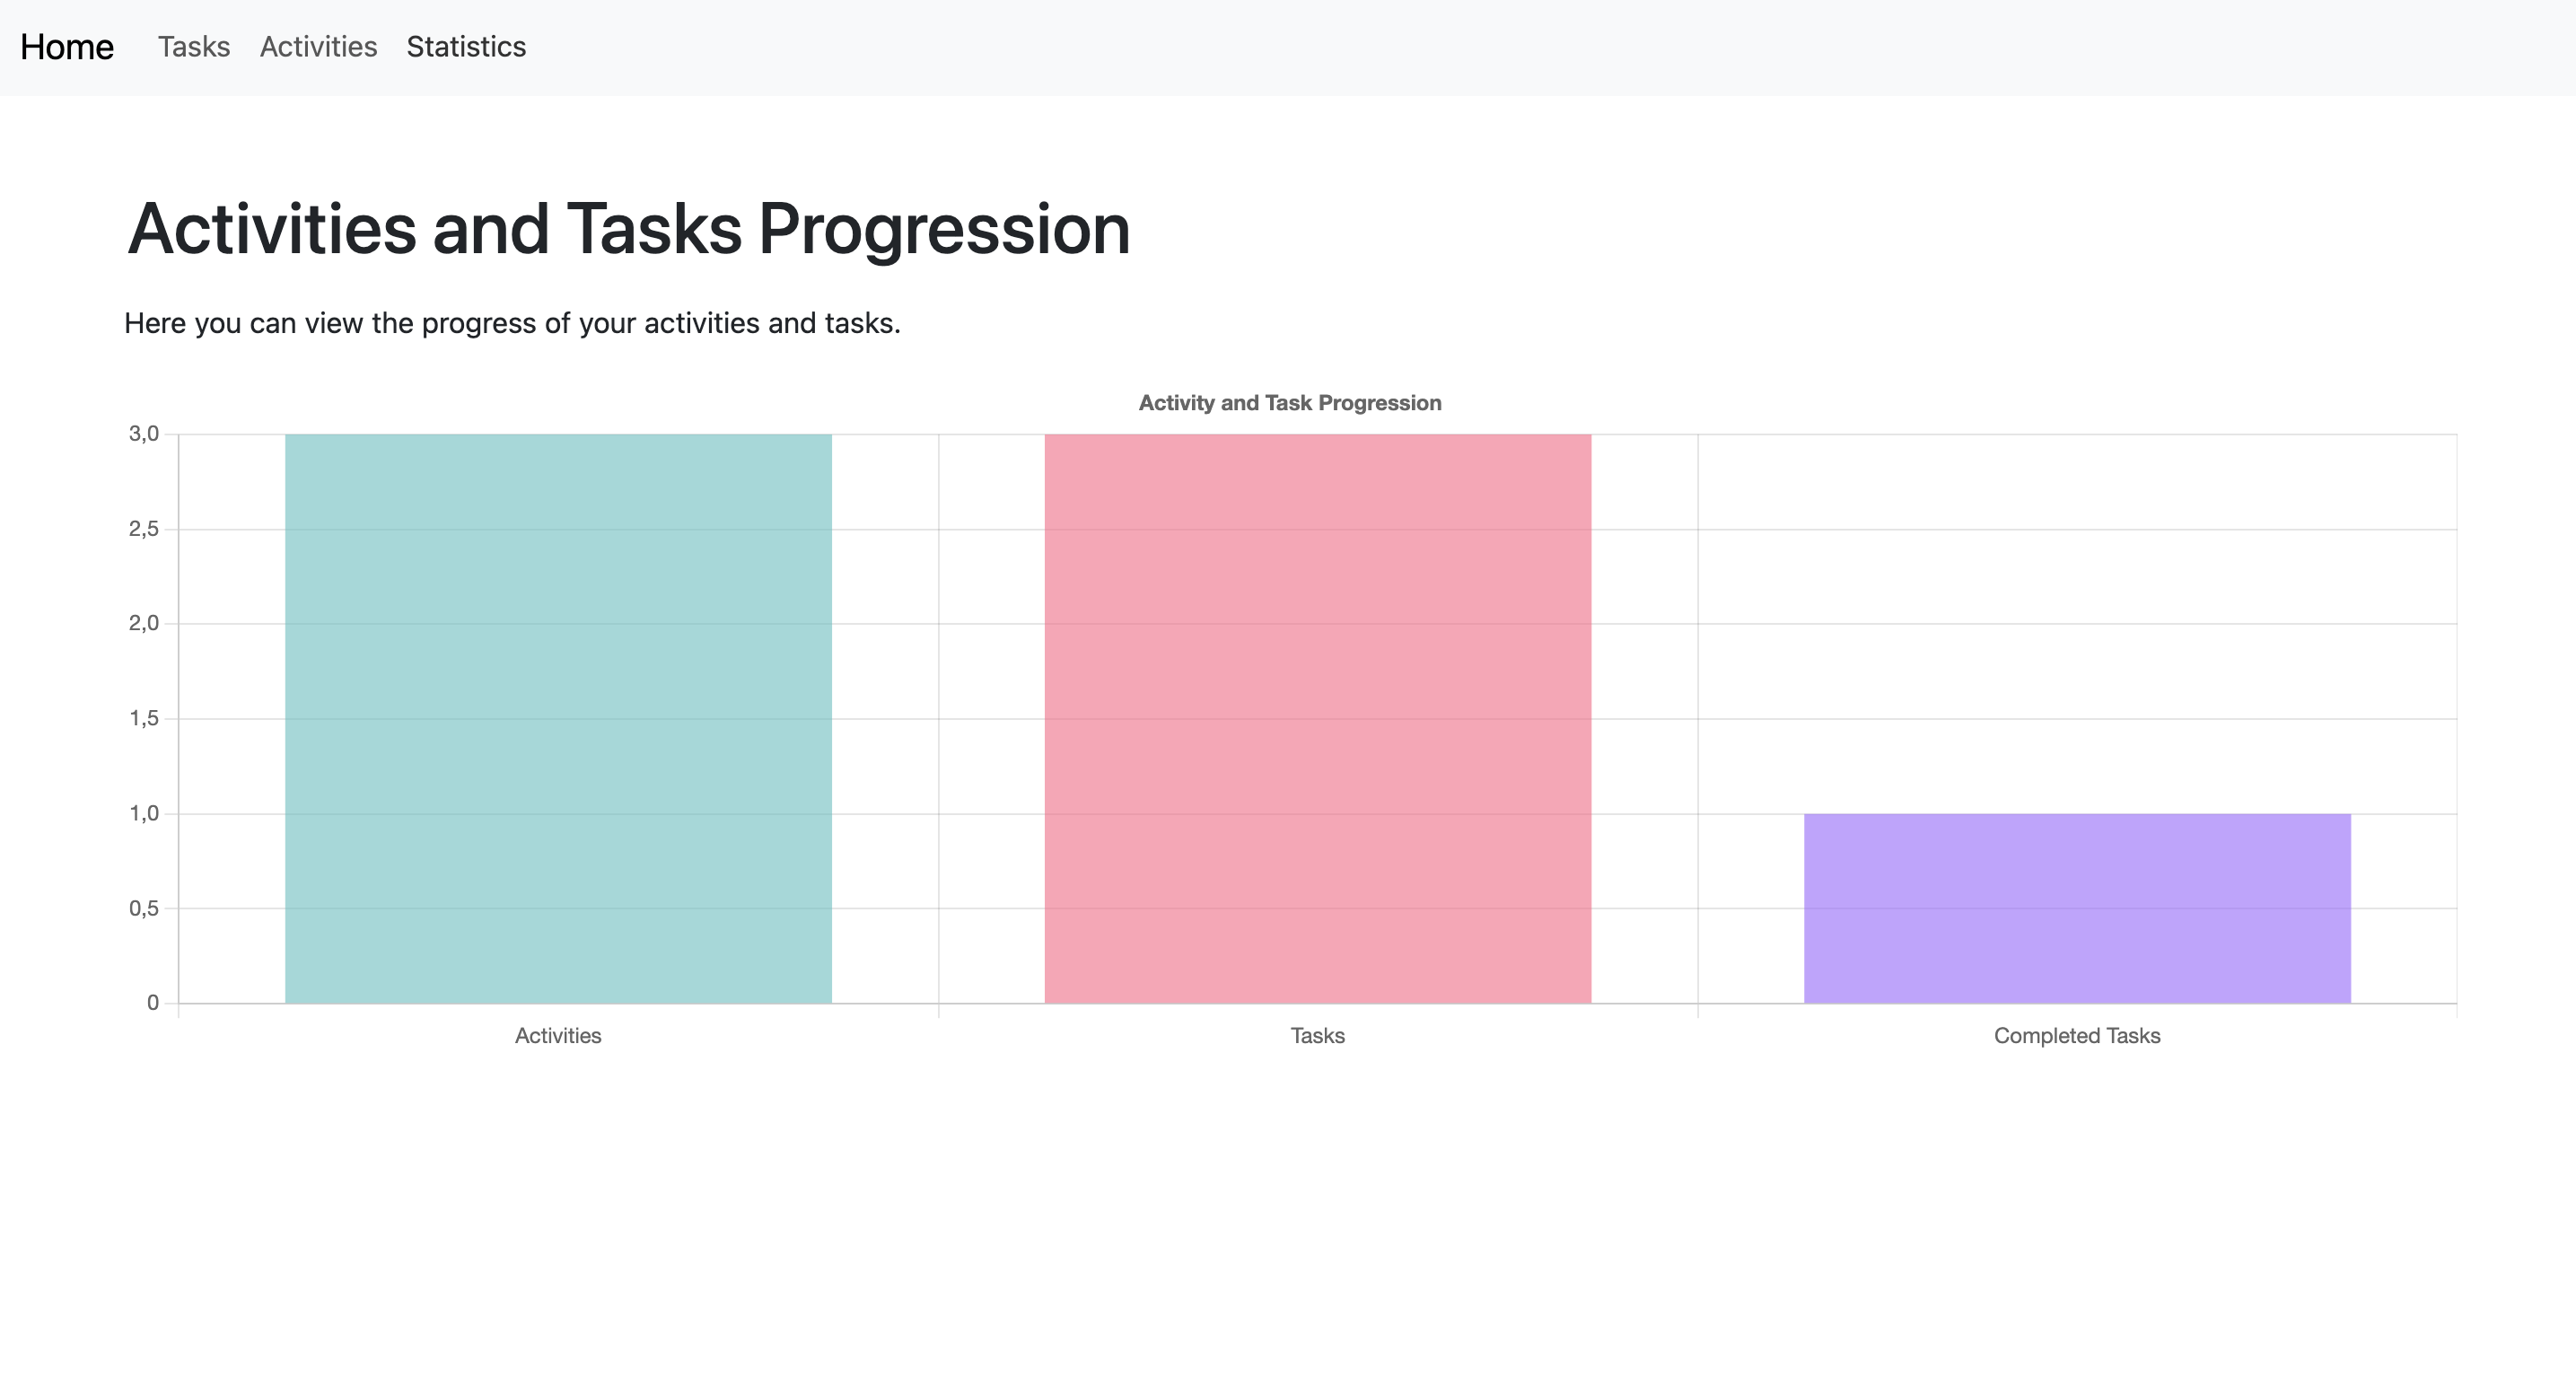 Home Tasks Activities Statistics
Activities and Tasks Progression
Here you can view the progress of your activities and tasks.
Activity and Task Progression
3,0
2,5
2,0
1,5
1,0
0,5
0
Activities Tasks Completed Tasks